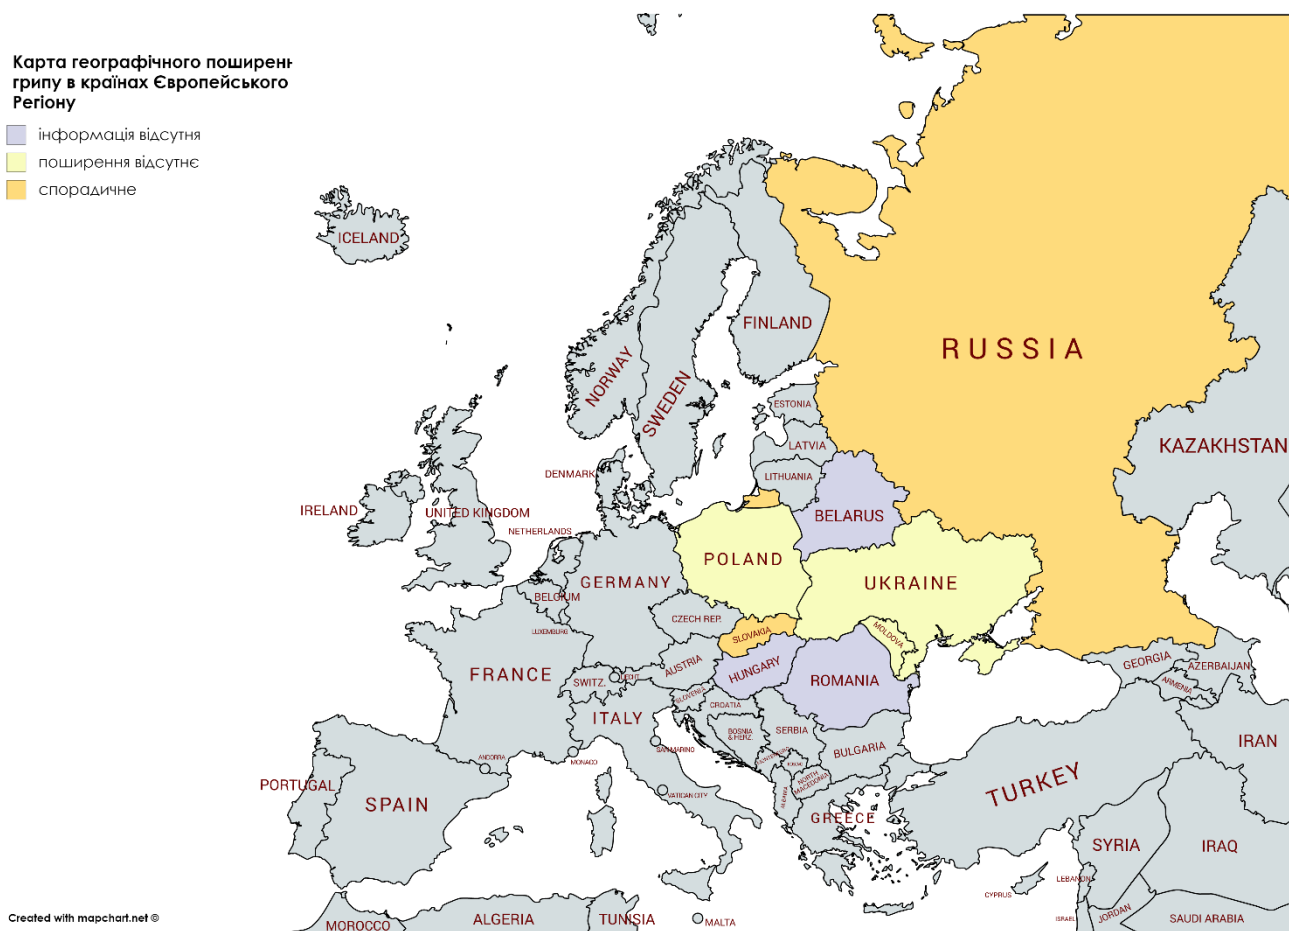 Карта географічного поширенн
грипу в країнах Європейського
Регіону
інформація відсутня
поширення відсутнє
спорадичне
ICELAND
RUSSIA
FINLAND
NORWAY
SWEDEN
ESTONIA
LATVIA
LITHUANIA
KAZAKHSTAN
DENMARK
IRELAND
UNITED KINGDOM
NETHERLANDS
BELARUS
POLAND
GERMANY
UKRAINE
BELGIUM
LUXEMBURG
CZECH REP.
SLOVAKIA
MOLDOVA
FRANCE
SWITZ.
LIECHT.
AUSTRIA
HUNGARY
ROMANIA
GEORGIA
AZERBAIJAN
ARMENIA
SLOVENIA
CROATIA
ITALY
BOSNIA
& HERZ.
SERBIA
BULGARIA
SAN MARINO
MONTENEGRO
KOSOVO
ANDORRA
MONACO
IRAN
PORTUGAL
SPAIN
VATICAN CITY
NORTH
MACEDONIA
ALBANIA
GREECE
TURKEY
SYRIA
IRAQ
LEBANON
CYPRUS
ISRAEL
JORDAN
SAUDI ARABIA
MOROCCO
ALGERIA
TUNISIA
MALTA
Created with mapchart.net ©